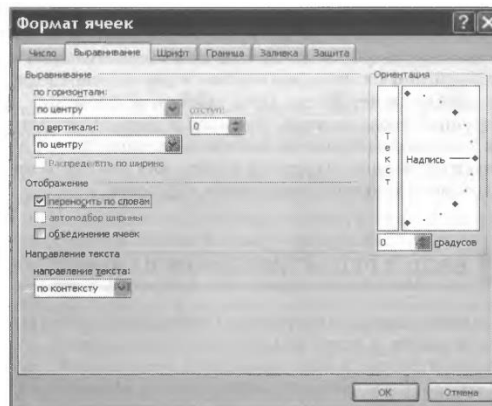 Формат ячеек
Число Выравнивание Шрифт Граница Заливка Защита
Выравнивание
по горизонтали:
по центру
отступ:
по вертикали:
по центру
0
Распределять по ширине
Отображение
переносить по словам
автоподбор ширины
объединение ячеек
Направление текста
направление текста:
по контексту
Ориентация
Текст
Надпись
0 градусов
ОК Отмена